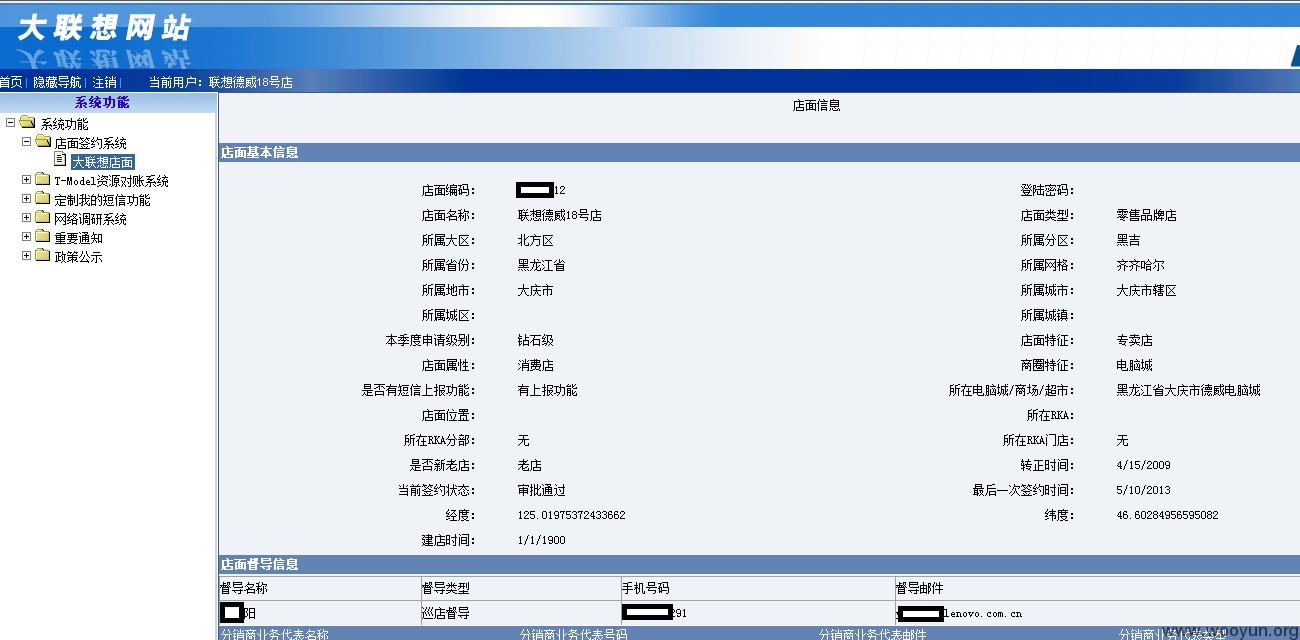 大联想网站
首页| 隐藏导航| 注销| 当前用户：联想德威18号店
系统功能
系统功能
店面签约系统
大联想店面
T-Model资源对账系统
定制我的短信功能
网络调研系统
重要通知
政策公示
店面信息
店面基本信息
店面编码： 12 登陆密码：
店面名称： 联想德威18号店 店面类型： 零售品牌店
所属大区： 北方区 所属分区： 黑吉
所属省份： 黑龙江省 所属网格： 齐齐哈尔
所属地市： 大庆市 所属城市： 大庆市辖区
所属城区： 所属城镇：
本季度申请级别： 钻石级 店面特征： 专卖店
店面属性： 消费店 商圈特征： 电脑城
是否有短信上报功能： 有上报功能 所在电脑城/商场/超市： 黑龙江省大庆市德威电脑城
店面位置： 所在RKA：
所在RKA分部： 无 所在RKA门店： 无
是否新老店： 老店 转正时间： 4/15/2009
当前签约状态： 审批通过 最后一次签约时间： 5/10/2013
经度： 125.01975372433662 纬度： 46.60284956595082
建店时间： 1/1/1900
店面督导信息
督导名称 督导类型 手机号码 督导邮件
阳 巡店督导 291 lenovo.com.cn
分销商业务代表名称 分销商业务代表号码 分销商业务代表邮件 分销商业务代表类型
www.wooyun.org